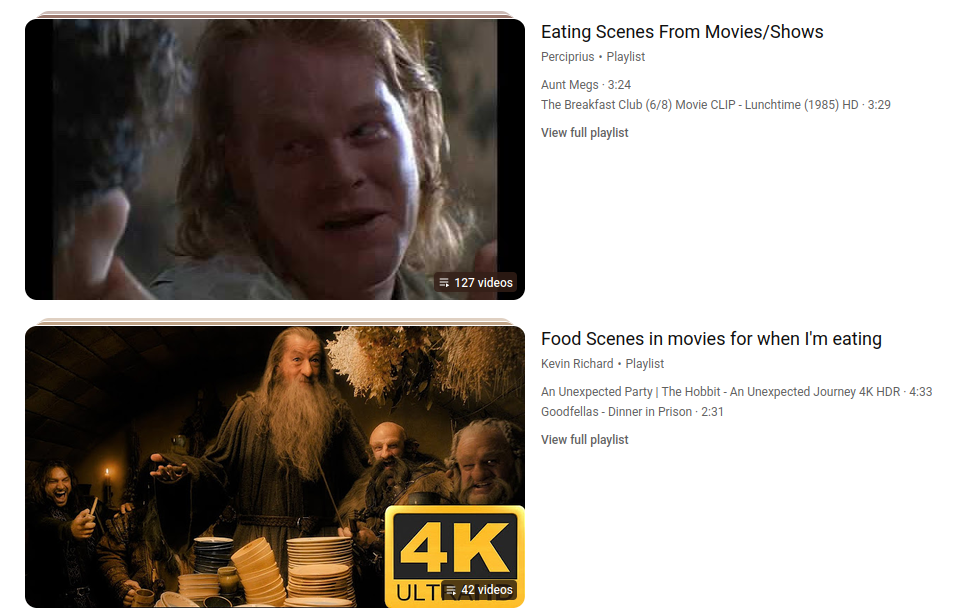 Eating Scenes From Movies/Shows
Perciprius • Playlist
Aunt Megs · 3:24
The Breakfast Club (6/8) Movie CLIP - Lunchtime (1985) HD · 3:29
View full playlist
127 videos
Food Scenes in movies for when I'm eating
Kevin Richard • Playlist
An Unexpected Party | The Hobbit - An Unexpected Journey 4K HDR · 4:33
Goodfellas - Dinner in Prison · 2:31
View full playlist
4K
42 videos